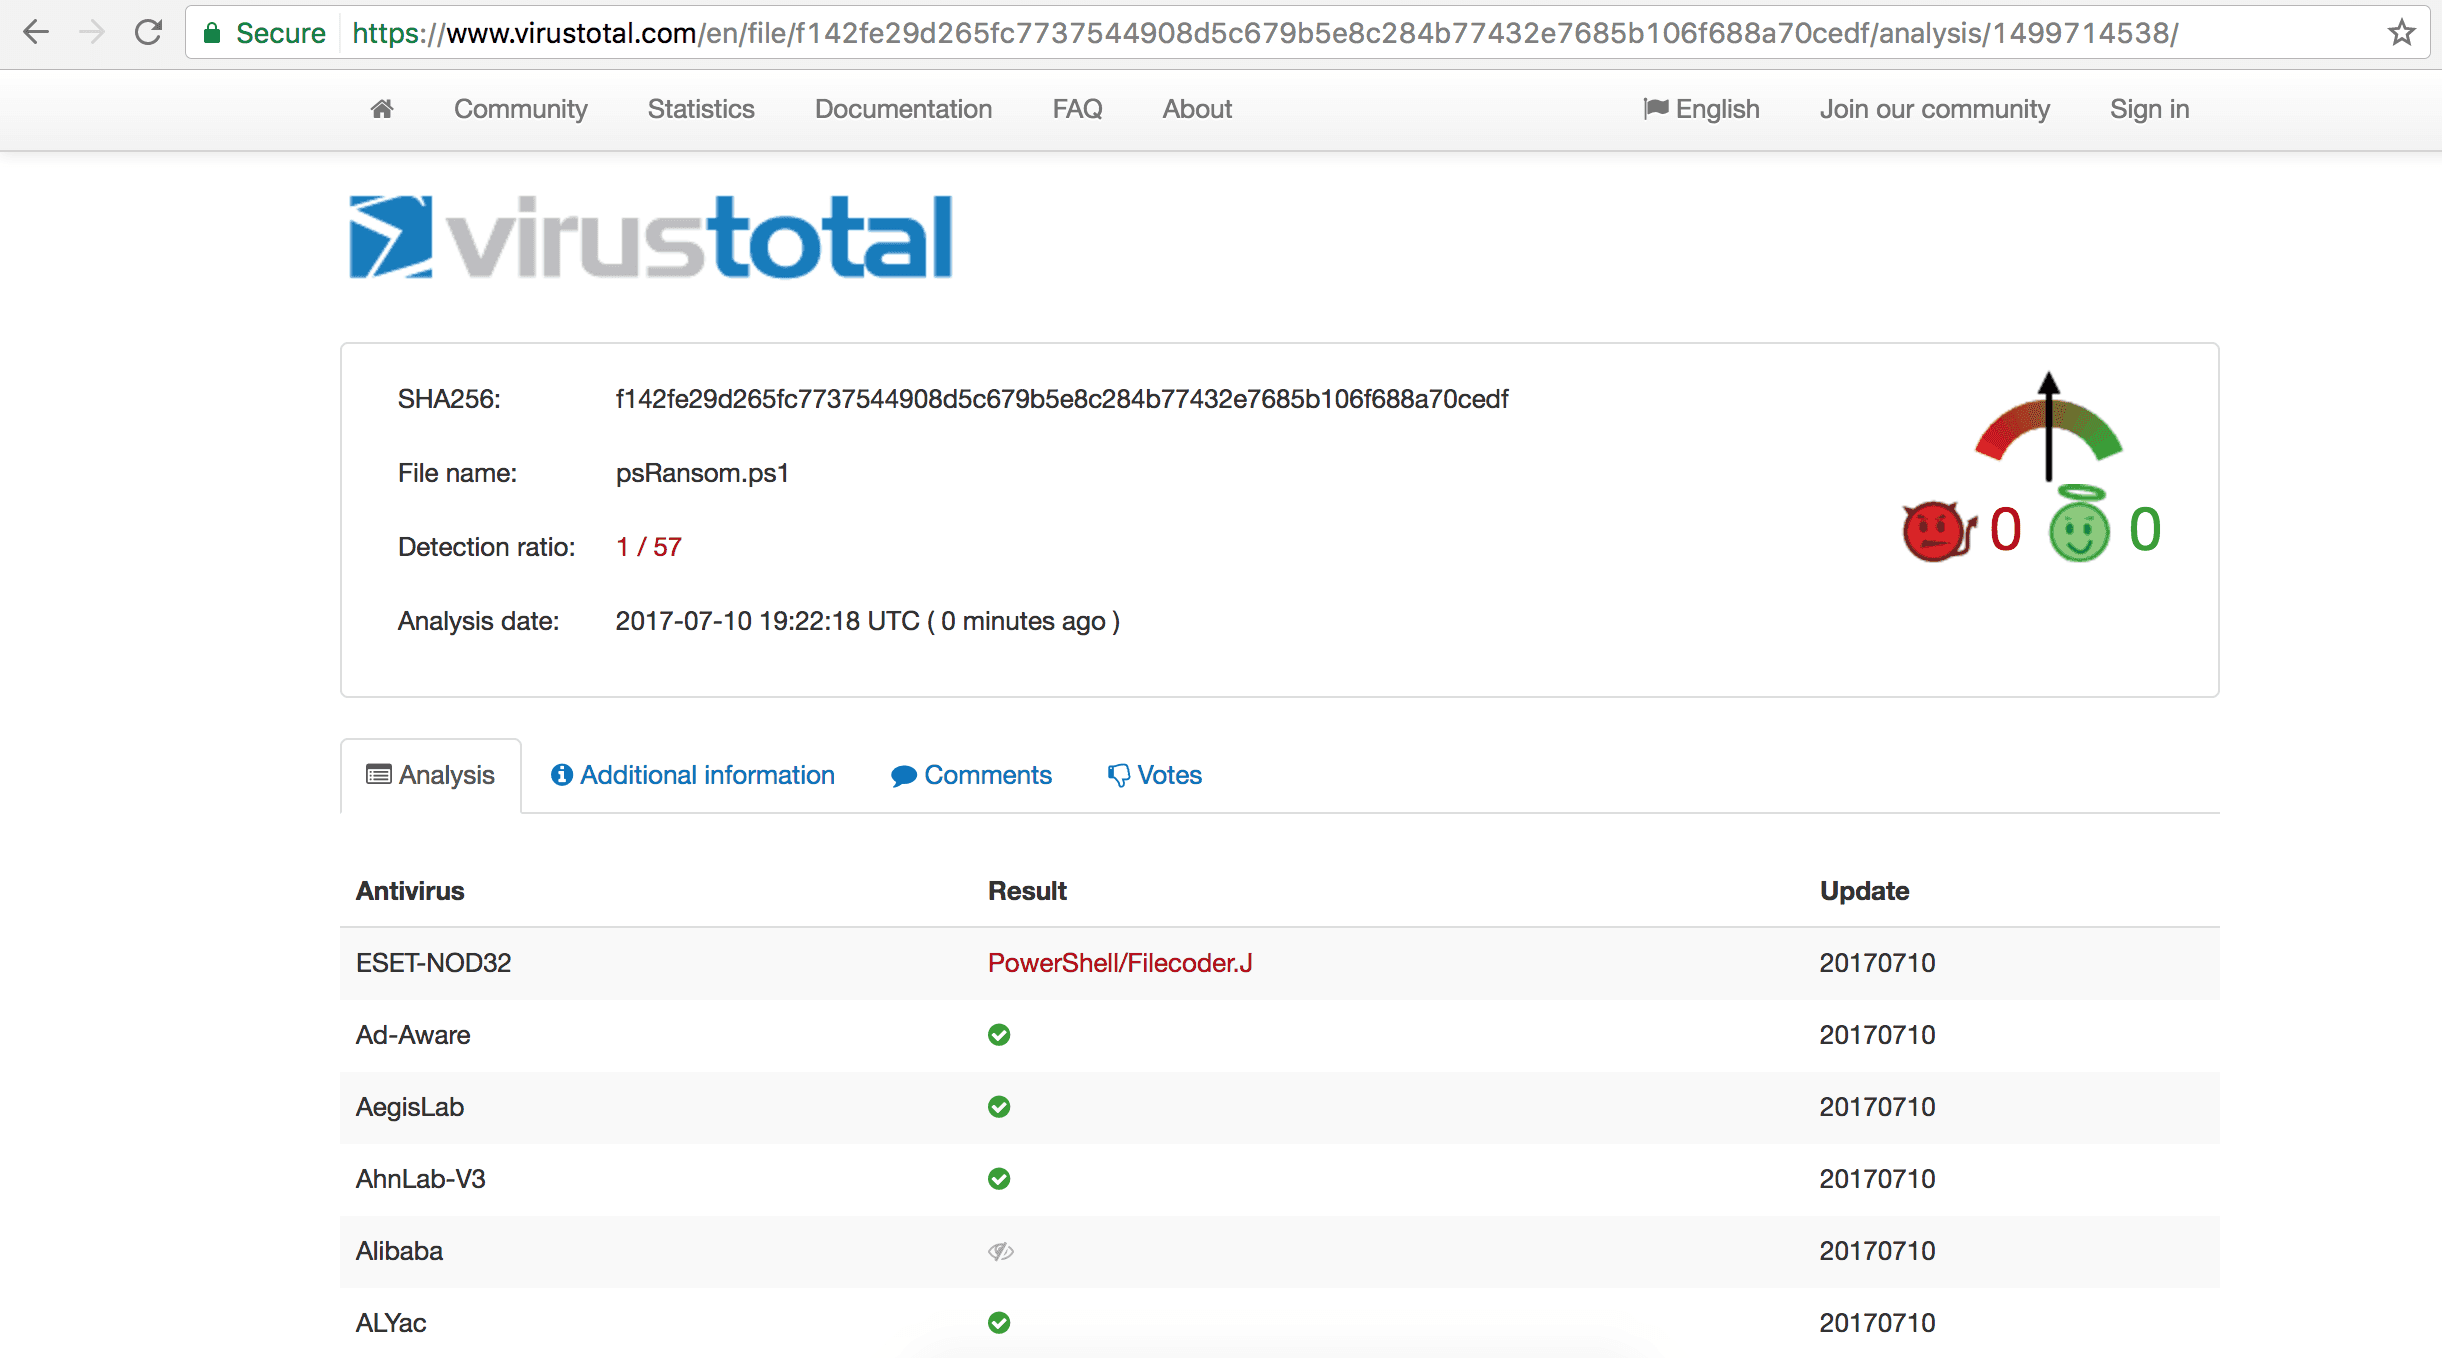 Secure https://www.virustotal.com/en/file/f142fe29d265fc7737544908d5c679b5e8c284b77432e7685b106f688a70cedf/analysis/1499714538/
Community Statistics Documentation FAQ About English Join our community Sign in
virustotal
SHA256: f142fe29d265fc7737544908d5c679b5e8c284b77432e7685b106f688a70cedf
File name: psRansom.ps1
Detection ratio: 1 / 57
0 0
Analysis date: 2017-07-10 19:22:18 UTC ( 0 minutes ago )
Analysis Additional information Comments Votes
Antivirus Result Update
ESET-NOD32 PowerShell/Filecoder.J 20170710
Ad-Aware 20170710
AegisLab 20170710
AhnLab-V3 20170710
Alibaba 20170710
ALYac 20170710